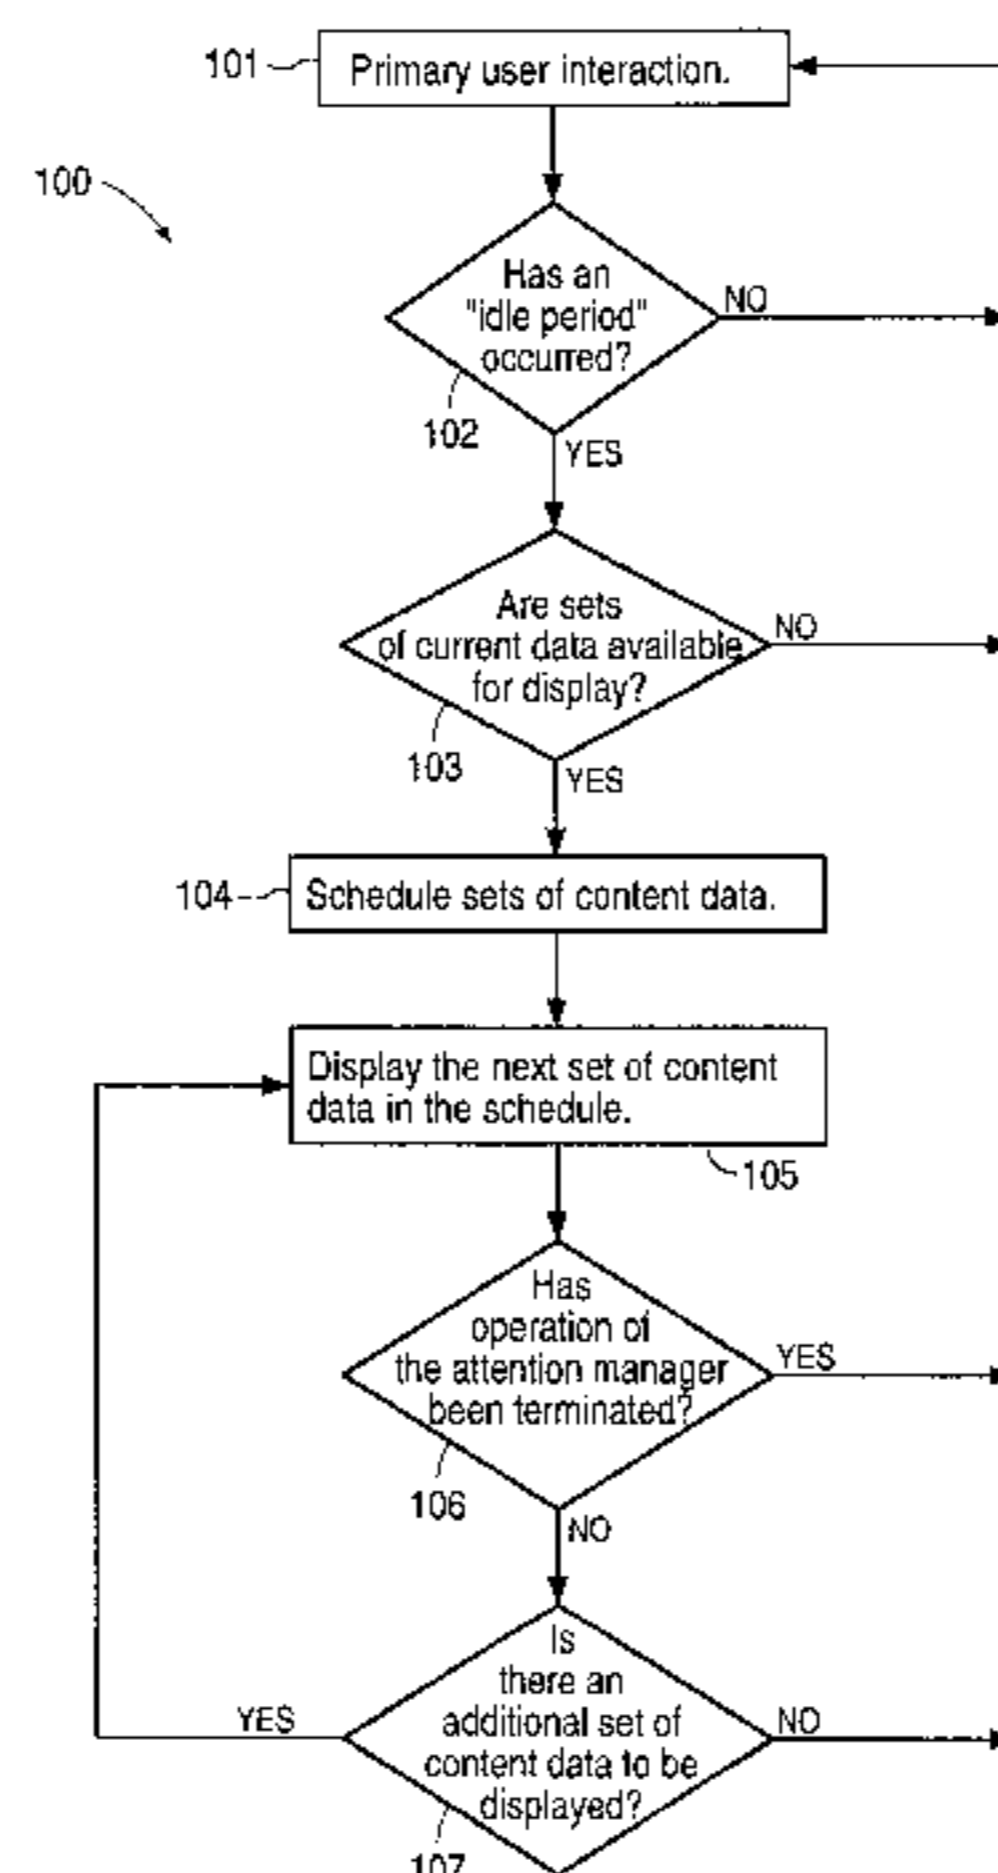 101
Primary user interaction.
100
Has an
"idle period"
occurred?
NO
102
YES
Are sets
of current data available
for display?
NO
103
YES
104
Schedule sets of content data.
Display the next set of content
data in the schedule.
105
Has
operation of
the attention manager
been terminated?
YES
106
NO
Is
there an
additional set of
content data to be
displayed?
YES
NO
107